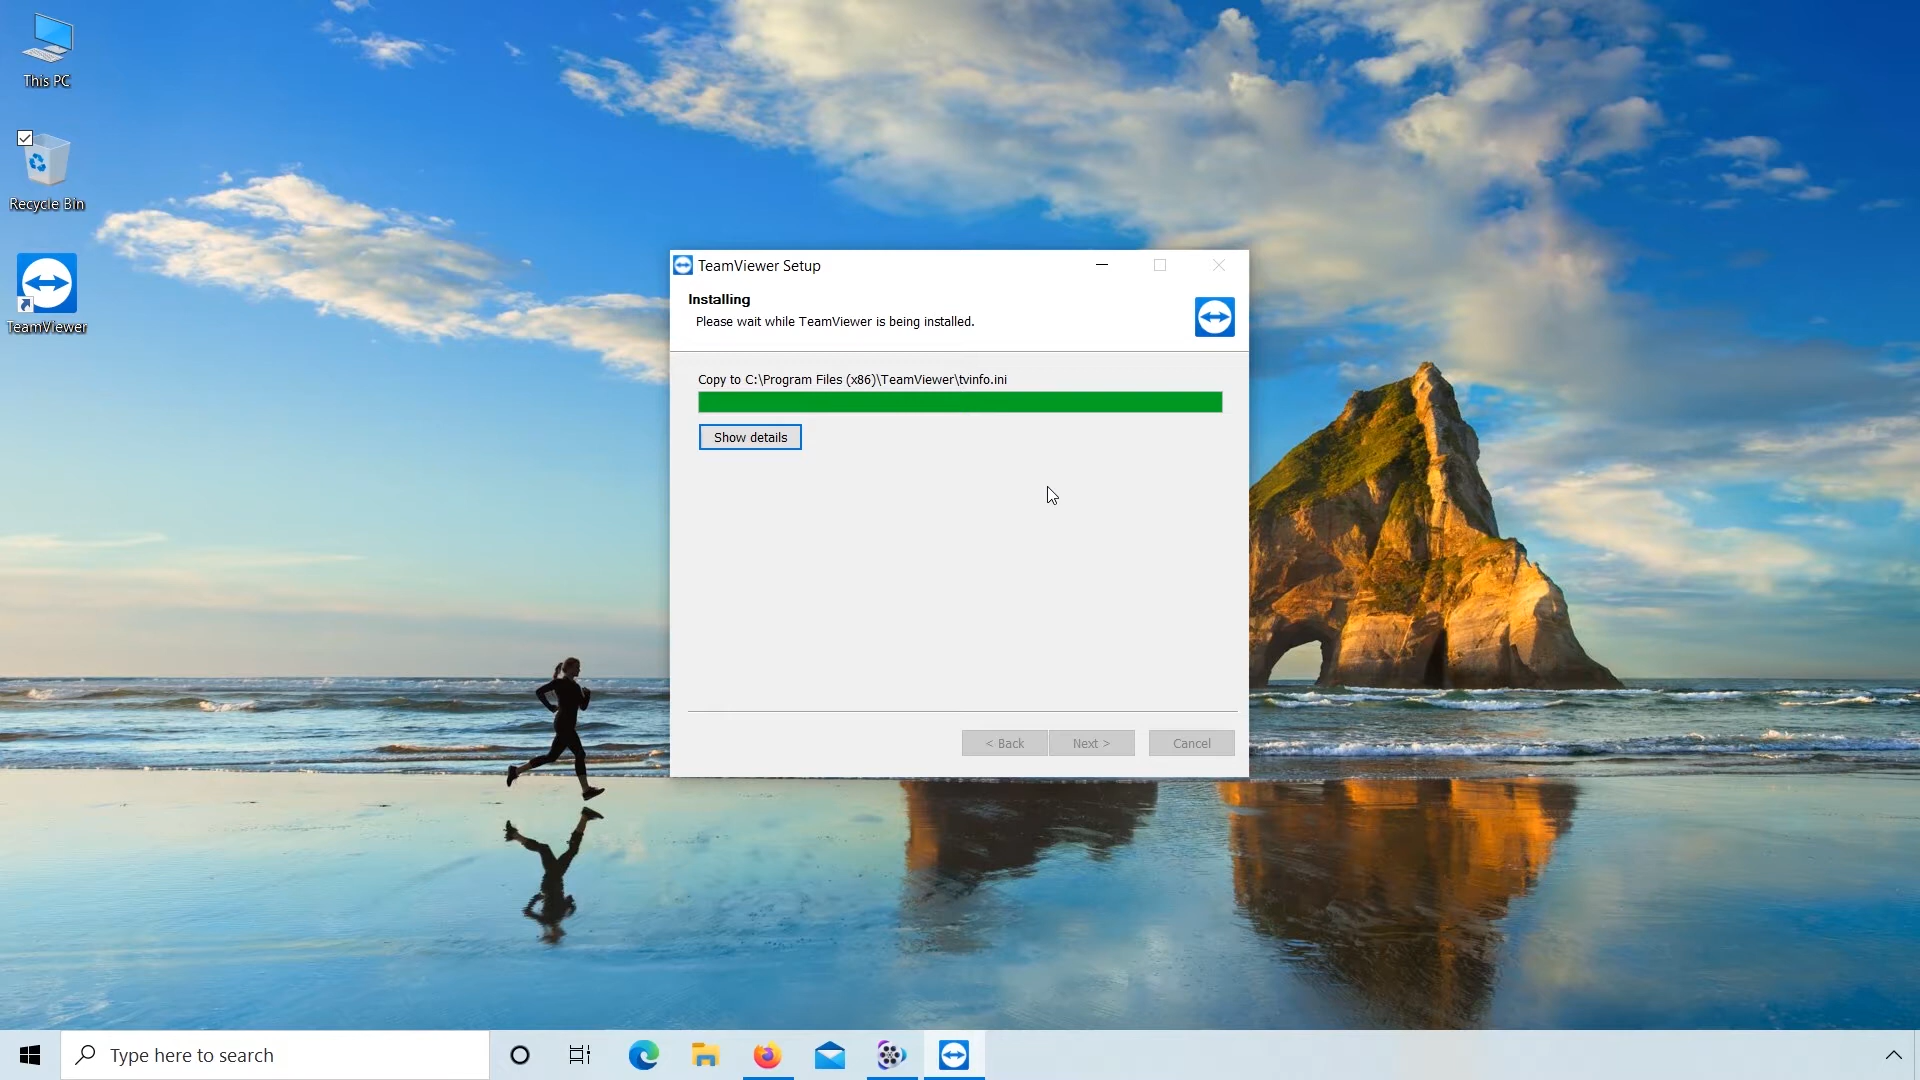 This PC
Recycle Bin
TeamViewer
TeamViewer Setup
Installing
Please wait while TeamViewer is being installed.
Copy to C:\Program Files (x86)\TeamViewer\tvinfo.ini
Show details
< Back
Next >
Cancel
Type here to search